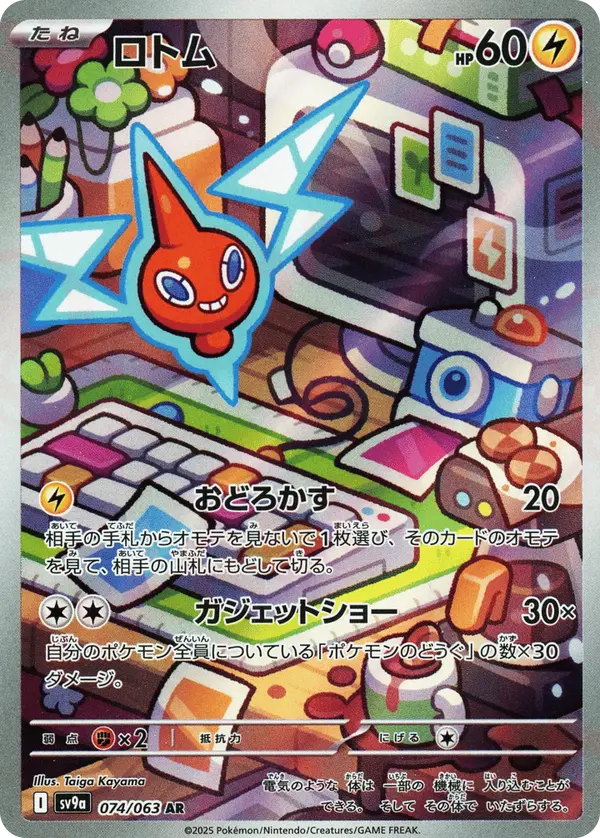 たね ロトム HP60
おどろかす 20
相手の手札からオモテを見ないで1枚選び、そのカードのオモテ
を見て、相手の山札にもどして切る。
ガジェットショー 30×
自分のポケモン全員についている「ポケモンのどうぐ」の数×30
ダメージ。
弱点 ×2 抵抗力 にげる
Illus. Taiga Kayama
電気のような 体は 一部の 機械に 入り込むことが
できる。 そして その体で いたずらする。
I sv9a 074/063 AR
©2025 Pokémon/Nintendo/Creatures/GAME FREAK.